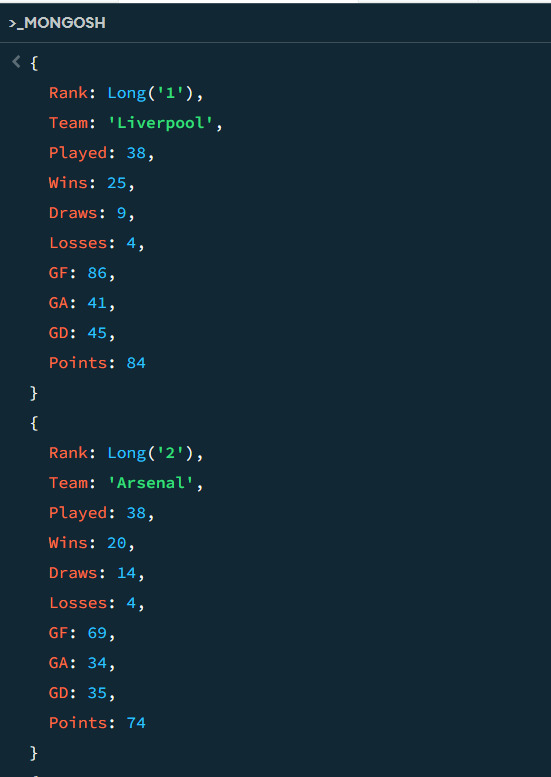 >_MONGOSH
{
Rank: Long('1'),
Team: 'Liverpool',
Played: 38,
Wins: 25,
Draws: 9,
Losses: 4,
GF: 86,
GA: 41,
GD: 45,
Points: 84
}
{
Rank: Long('2'),
Team: 'Arsenal',
Played: 38,
Wins: 20,
Draws: 14,
Losses: 4,
GF: 69,
GA: 34,
GD: 35,
Points: 74
}